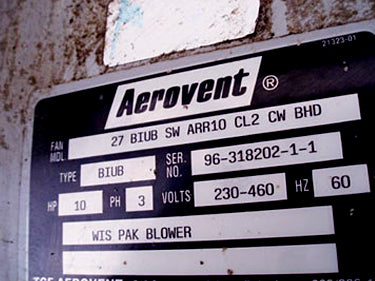 21323-01
Aerovent ®
FAN MDL 27 BIUB SW ARR10 CL2 CW BHD
TYPE BIUB SER. NO. 96-318202-1-1
HP 10 PH 3 VOLTS 230-460 HZ 60
WIS PAK BLOWER
AEROVENT